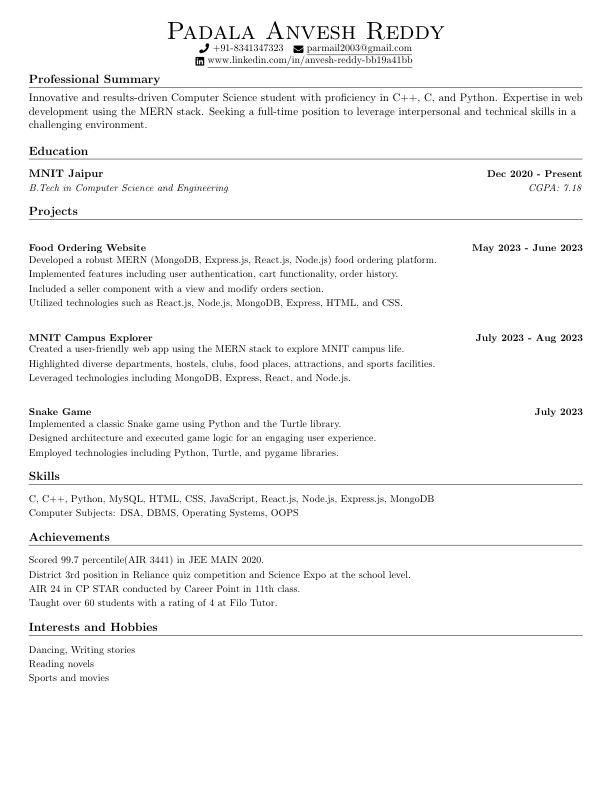 Padala Anvesh Reddy
+91-8341347323 parmail2003@gmail.com
www.linkedin.com/in/anvesh-reddy-bb19a41bb
Professional Summary
Innovative and results-driven Computer Science student with proficiency in C++, C, and Python. Expertise in web
development using the MERN stack. Seeking a full-time position to leverage interpersonal and technical skills in a
challenging environment.
Education
MNIT Jaipur Dec 2020 - Present
B.Tech in Computer Science and Engineering CGPA: 7.18
Projects
Food Ordering Website May 2023 - June 2023
Developed a robust MERN (MongoDB, Express.js, React.js, Node.js) food ordering platform.
Implemented features including user authentication, cart functionality, order history.
Included a seller component with a view and modify orders section.
Utilized technologies such as React.js, Node.js, MongoDB, Express, HTML, and CSS.
MNIT Campus Explorer July 2023 - Aug 2023
Created a user-friendly web app using the MERN stack to explore MNIT campus life.
Highlighted diverse departments, hostels, clubs, food places, attractions, and sports facilities.
Leveraged technologies including MongoDB, Express, React, and Node.js.
Snake Game July 2023
Implemented a classic Snake game using Python and the Turtle library.
Designed architecture and executed game logic for an engaging user experience.
Employed technologies including Python, Turtle, and pygame libraries.
Skills
C, C++, Python, MySQL, HTML, CSS, JavaScript, React.js, Node.js, Express.js, MongoDB
Computer Subjects: DSA, DBMS, Operating Systems, OOPS
Achievements
Scored 99.7 percentile(AIR 3441) in JEE MAIN 2020.
District 3rd position in Reliance quiz competition and Science Expo at the school level.
AIR 24 in CP STAR conducted by Career Point in 11th class.
Taught over 60 students with a rating of 4 at Filo Tutor.
Interests and Hobbies
Dancing, Writing stories
Reading novels
Sports and movies